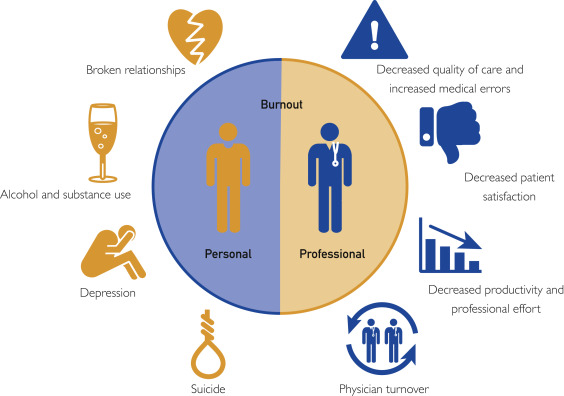 Broken relationships
Decreased quality of care and
increased medical errors
Burnout
Alcohol and substance use
Decreased patient
satisfaction
Personal
Professional
Depression
Decreased productivity and
professional effort
Suicide
Physician turnover